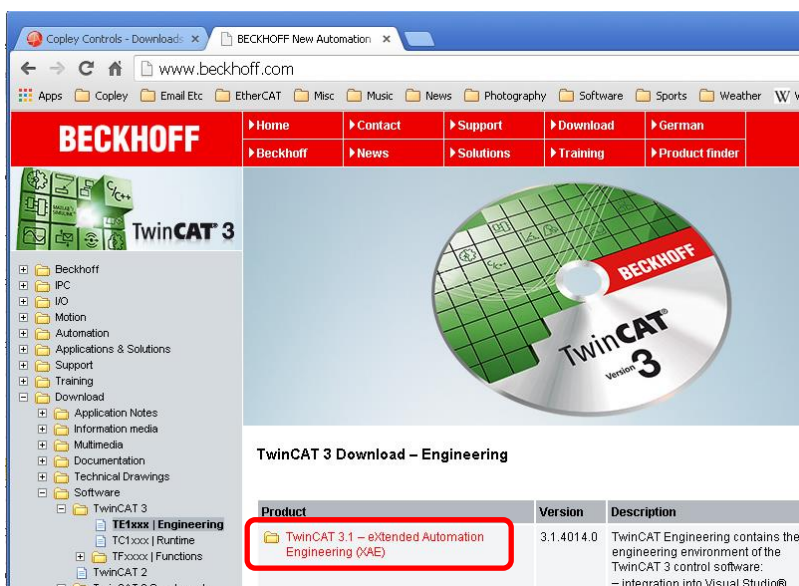 Copley Controls - Downloads
BECKHOFF New Automation
www.beckhoff.com
Apps Copley Email Etc EtherCAT Misc Music News Photography Software Sports Weather W
BECKHOFF
Home Contact Support Download German
Beckhoff News Solutions Training Product finder
C/C++
TwinCAT® 3
BECKHOFF
TwinCAT®
Version 3
Beckhoff
IPC
I/O
Motion
Automation
Applications & Solutions
Support
Training
Download
Application Notes
Information media
Multimedia
Documentation
Technical Drawings
Software
TwinCAT 3
TE1xxx | Engineering
TC1xxx | Runtime
TFxxxx | Functions
TwinCAT 2
TwinCAT 3 Download – Engineering
Product Version Description
TwinCAT 3.1 – eXtended Automation
Engineering (XAE)
3.1.4014.0
TwinCAT Engineering contains the
engineering environment of the
TwinCAT 3 control software:
– integration into Visual Studio®